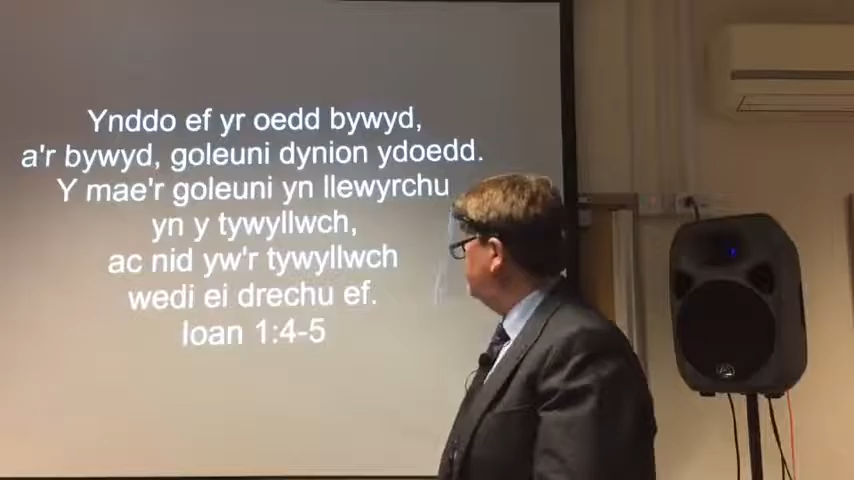 Ynddo ef yr oedd bywyd,
a'r bywyd, goleuni dynion ydoedd.
Y mae'r goleuni yn llewyrchu
yn y tywyllwch,
ac nid yw'r tywyllwch
wedi ei drechu ef.
Ioan 1:4-5